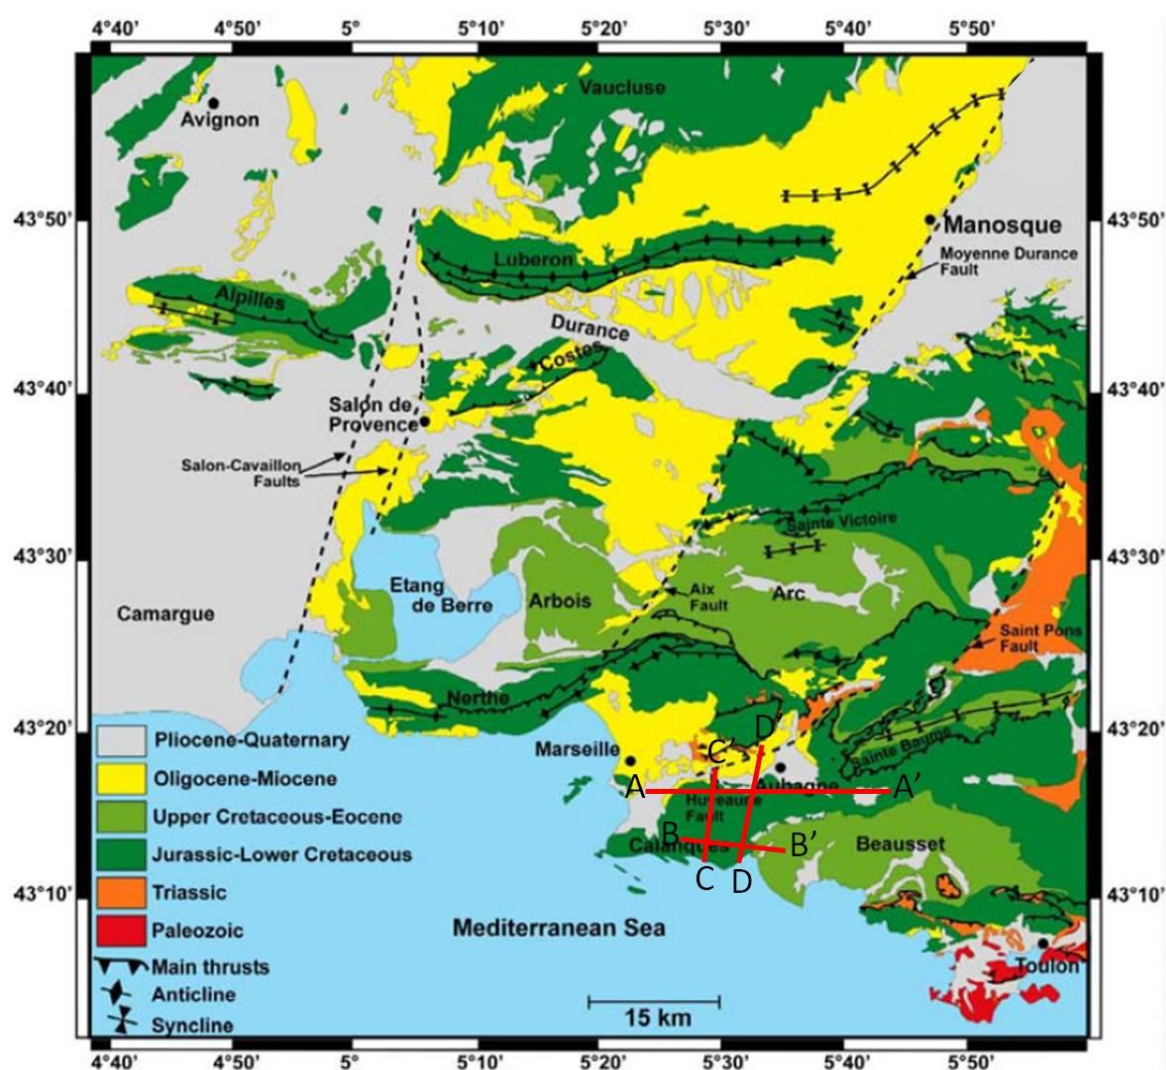 4°40' 4°50' 5° 5°10' 5°20' 5°30' 5°40' 5°50'
Vaucluse
Avignon
43°50' 43°50'
Manosque
Moyenne Durance
Fault
Luberon
Alpilles
Durance
Costes
43°40' 43°40'
Salon de
Provence
Salon-Cavaillon
Faults
Sainte Victoire
43°30' 43°30'
Etang
de Berre
Arbois
Aix
Fault
Arc
Camargue
Saint Pons
Fault
Nerthe
43°20' 43°20'
Pliocene-Quaternary
Marseille
C' D'
Sainte Baume
Oligocene-Miocene
A Aubagne A'
Huveaune
Fault
Upper Cretaceous-Eocene
B B'
Calanques
Beausset
Jurassic-Lower Cretaceous
C D
Triassic
43°10' 43°10'
Paleozoic
Mediterranean Sea
Main thrusts
Toulon
Anticline
15 km
Syncline
4°40' 4°50' 5° 5°10' 5°20' 5°30' 5°40' 5°50'